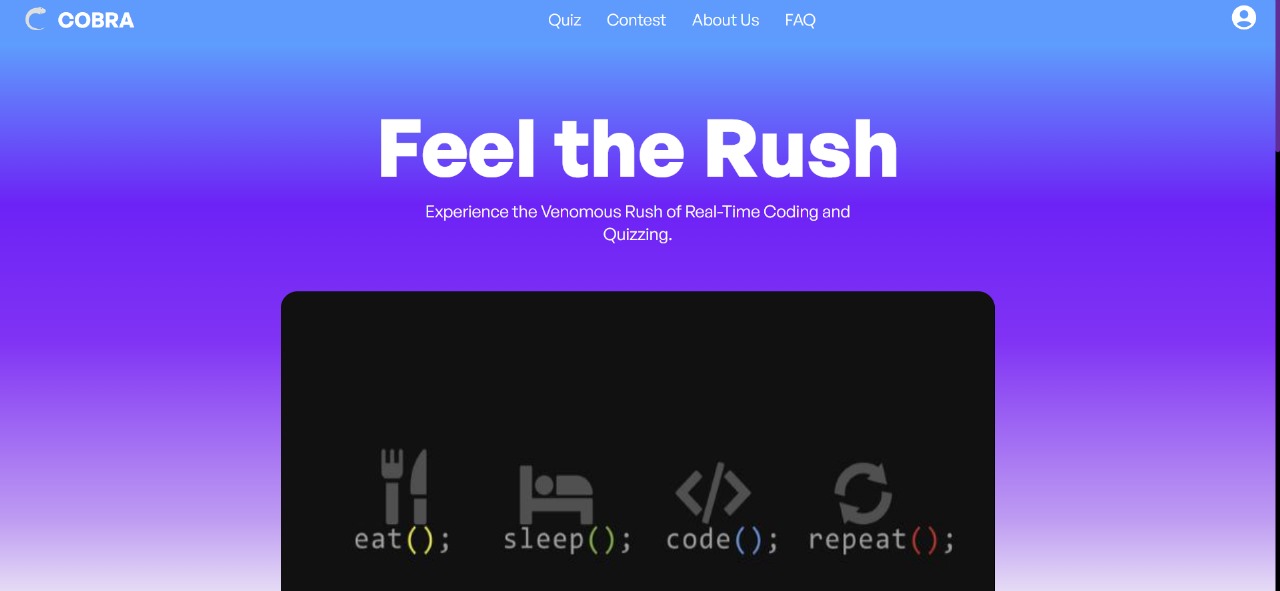 COBRA
Quiz Contest About Us FAQ
Feel the Rush
Experience the Venomous Rush of Real-Time Coding and
Quizzing.
eat(); sleep(); code(); repeat();